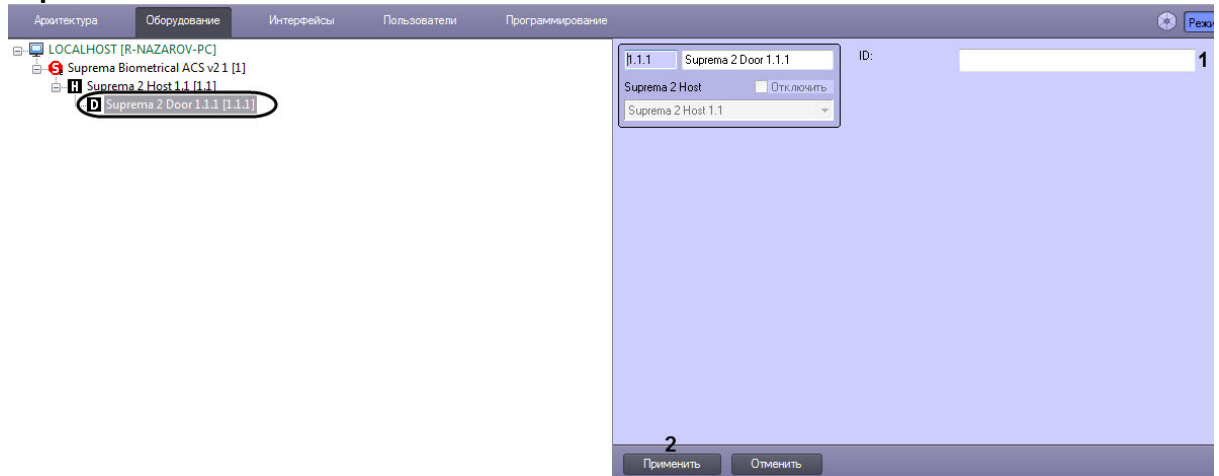 Архитектура Оборудование Интерфейсы Пользователи Программирование
LOCALHOST [R-NAZAROV-PC]
Suprema Biometrical ACS v2 1 [1]
Suprema 2 Host 1.1 [1.1]
Suprema 2 Door 1.1.1 [1.1.1]
1.1.1 Suprema 2 Door 1.1.1
Suprema 2 Host Отключить
Suprema 2 Host 1.1
ID: 1
2
Применить Отменить